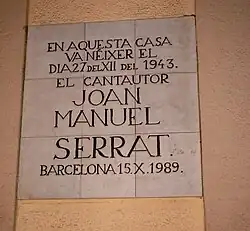 EN AQUESTA CASA
VA NÉIXER EL
DIA 27 DEL XII DEL 1943.
EL CANTAUTOR
JOAN
MANUEL
SERRAT.
BARCELONA 15.X.1989.